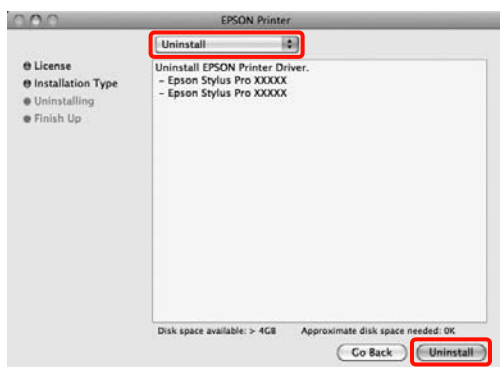 EPSON Printer
Uninstall
License
Installation Type
Uninstalling
Finish Up
Uninstall EPSON Printer Driver.
– Epson Stylus Pro XXXXX
– Epson Stylus Pro XXXXX
Disk space available: > 4GB Approximate disk space needed: 0K
Go Back Uninstall